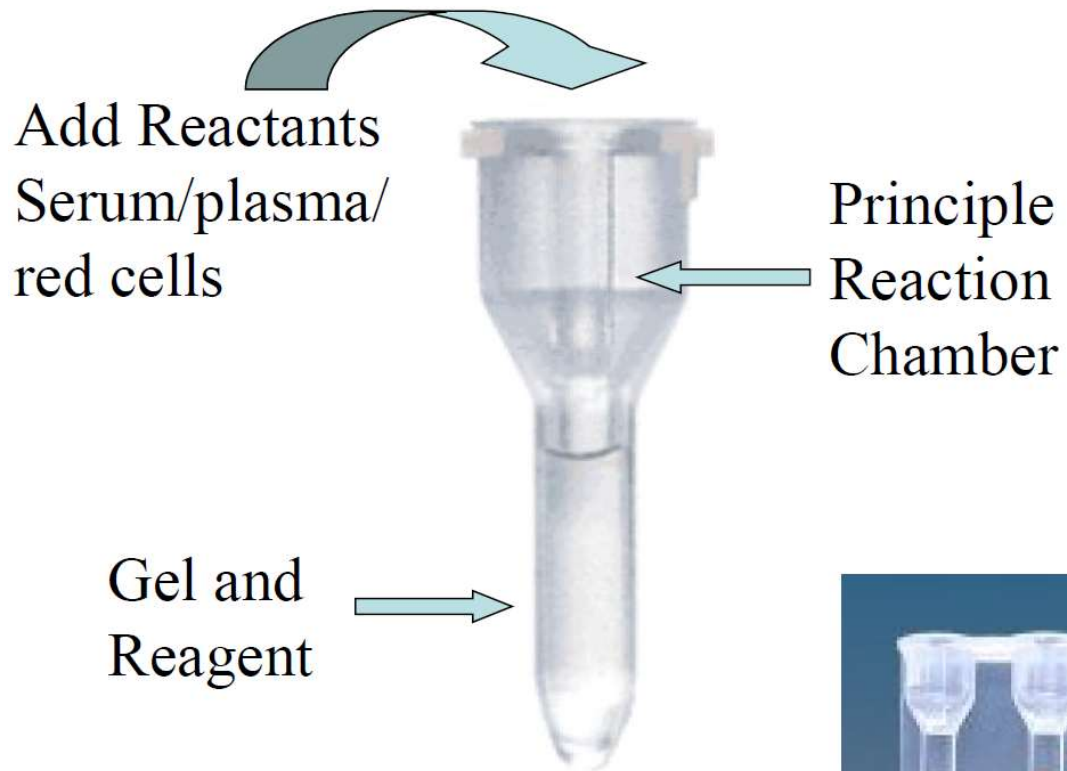 Add Reactants
Serum/plasma/
red cells
Principle
Reaction
Chamber
Gel and
Reagent